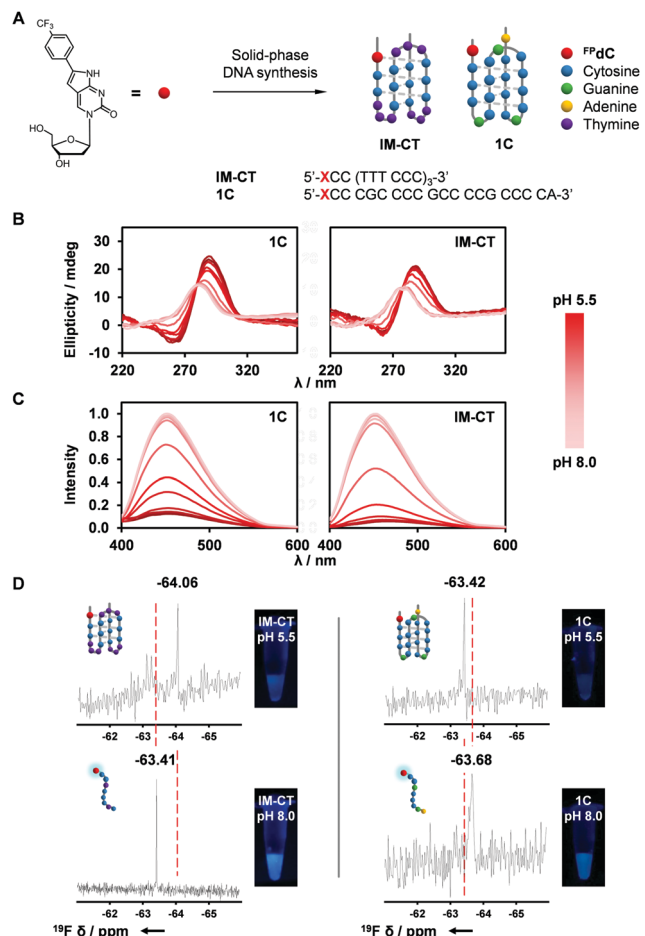 A
CF3
NH
N
N
O
HO
O
OH
=
Solid-phase
DNA synthesis
IM-CT
1C
FPdC
Cytosine
Guanine
Adenine
Thymine
IM-CT 5'-XCC (TTT CCC)3-3'
1C 5'-XCC CGC CCC GCC CCG CCC CA-3'
B
Ellipticity / mdeg
30
20
10
0
-10
1C
IM-CT
220 270 320
220 270 320
λ / nm
pH 5.5
pH 8.0
C
Intensity
1.0
0.8
0.6
0.4
0.2
0.0
1C
IM-CT
400 500 600
400 500 600
λ / nm
D
-64.06
IM-CT
pH 5.5
-62 -63 -64 -65
-63.42
1C
pH 5.5
-62 -63 -64 -65
-63.41
IM-CT
pH 8.0
-62 -63 -64 -65
19F δ / ppm
-63.68
1C
pH 8.0
-62 -63 -64 -65
19F δ / ppm